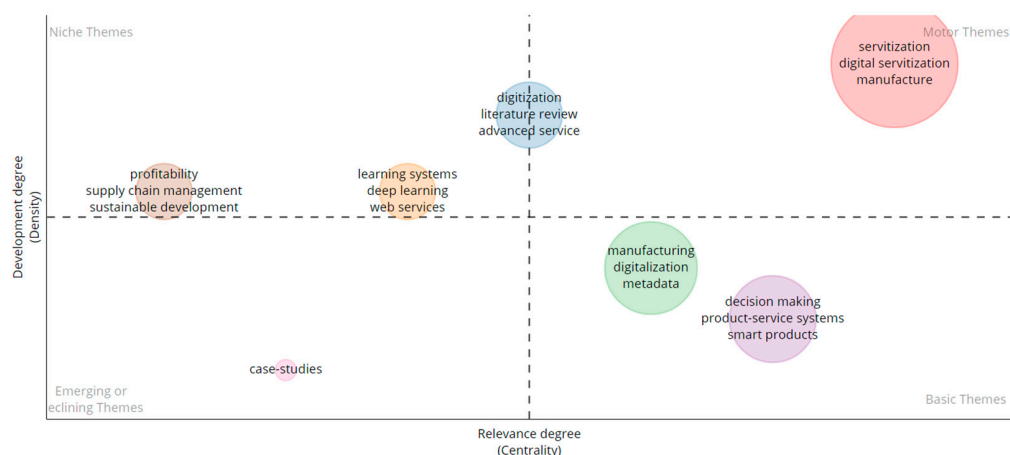 Niche Themes
Motor Themes
servitization
digital servitization
manufacture
digitization
literature review
advanced service
profitability
supply chain management
sustainable development
learning systems
deep learning
web services
Development degree
(Density)
manufacturing
digitalization
metadata
decision making
product-service systems
smart products
case-studies
Emerging or
eclining Themes
Basic Themes
Relevance degree
(Centrality)